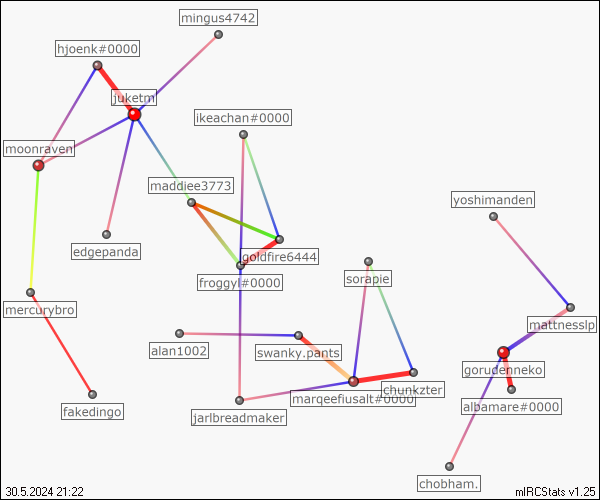 mingus4742
hjoenk#0000
juketm
ikeachan#0000
moonraven
maddiee3773
yoshimanden
edgepanda
goldfire6444
froggyl#0000
sorapie
mercurybro
mattnesslp
alan1002
swanky.pants
gorudenneko
chunkzter
marqeefiusalt#0000
fakedingo
jarlbreadmaker
albamare#0000
chobham.
30.5.2024 21:22
mIRCStats v1.25